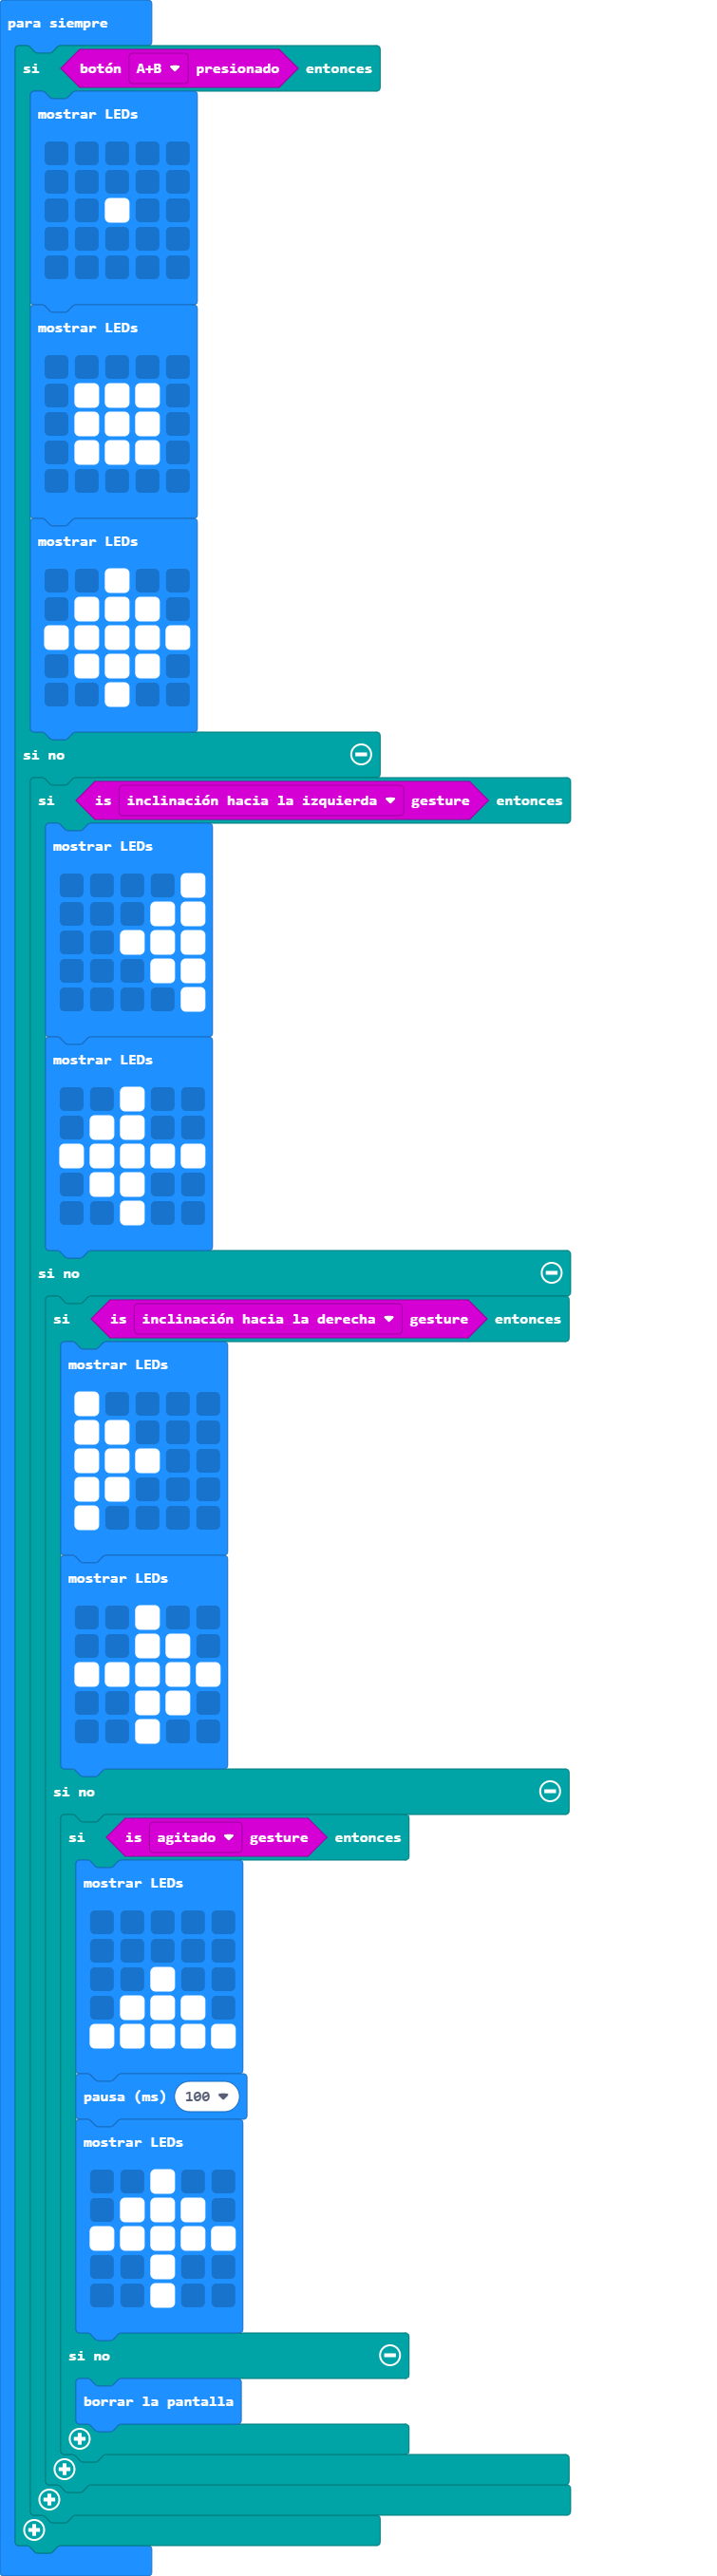 para siempre
si botón A+B presionado entonces
mostrar LEDs
mostrar LEDs
mostrar LEDs
si no
si is inclinación hacia la izquierda gesture entonces
mostrar LEDs
mostrar LEDs
si no
si is inclinación hacia la derecha gesture entonces
mostrar LEDs
mostrar LEDs
si no
si is agitado gesture entonces
mostrar LEDs
pausa (ms) 100
mostrar LEDs
si no
borrar la pantalla